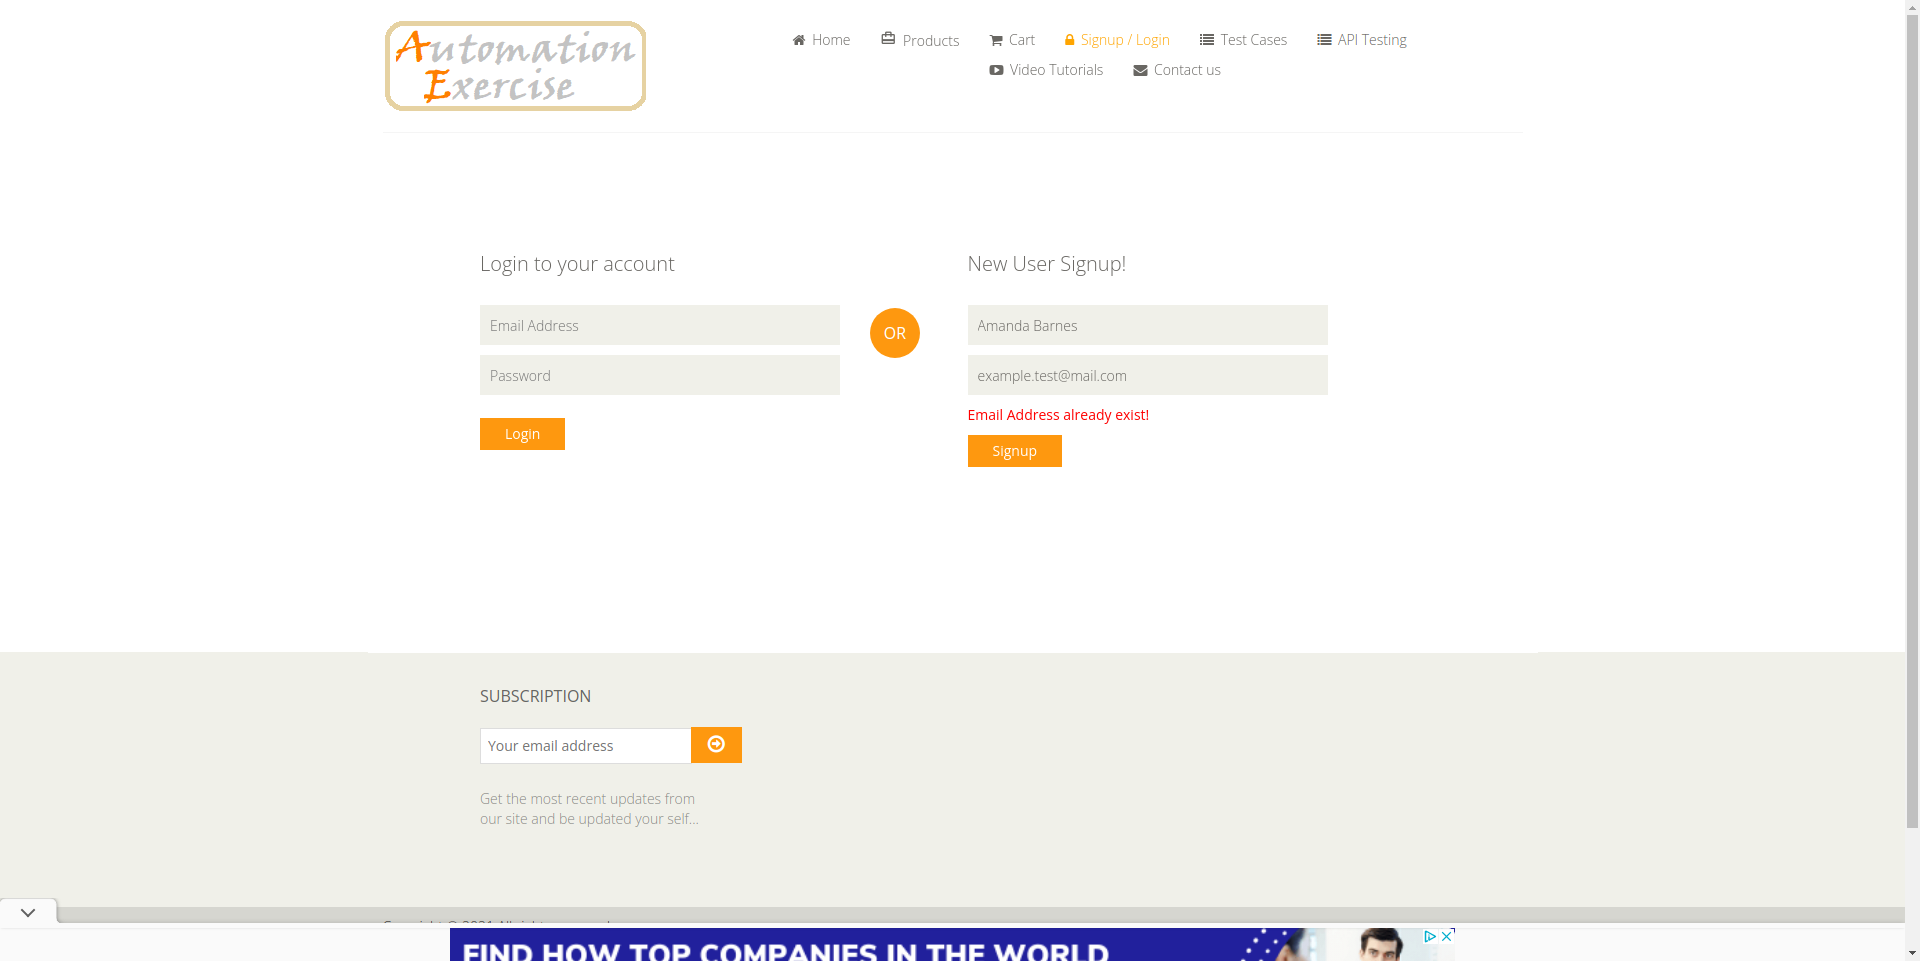 Automation
Exercise
Home
Products
Cart
Signup / Login
Test Cases
API Testing
Video Tutorials
Contact us
Login to your account
New User Signup!
Email Address
OR
Amanda Barnes
Password
example.test@mail.com
Email Address already exist!
Login
Signup
SUBSCRIPTION
Your email address
Get the most recent updates from
our site and be updated your self...
FIND HOW TOP COMPANIES IN THE WORLD